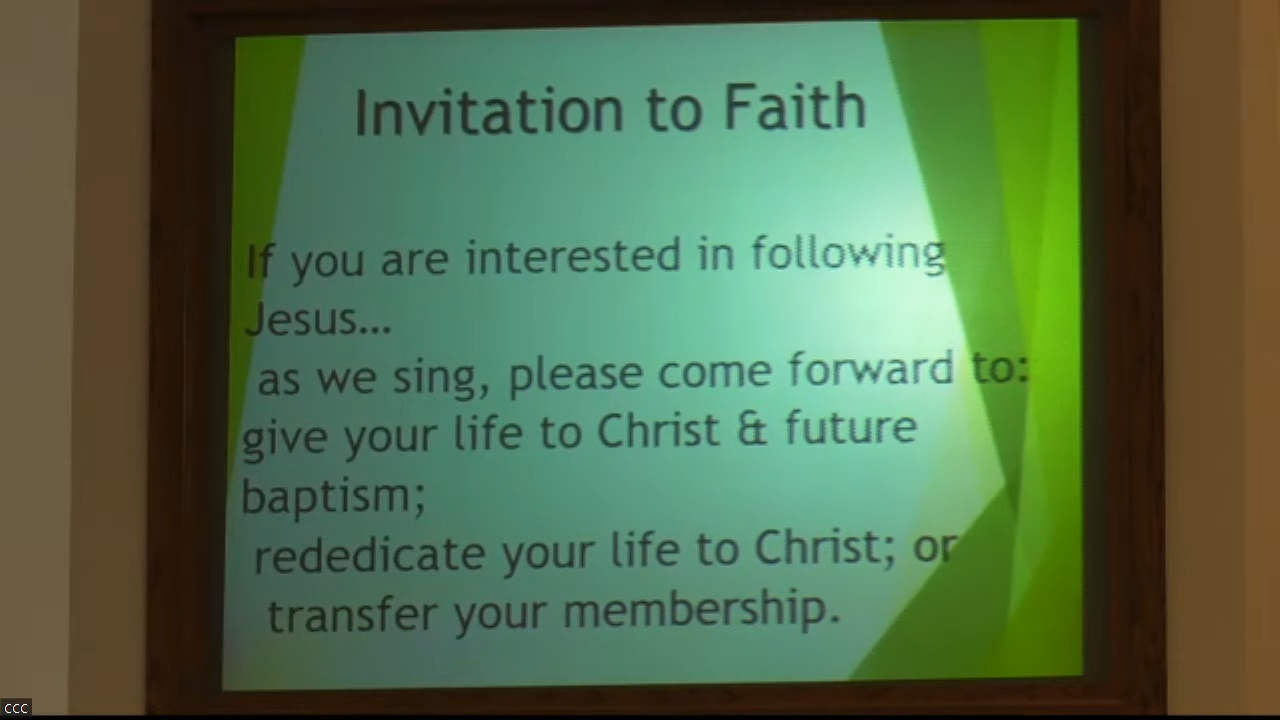 Invitation to Faith
If you are interested in following
Jesus...
as we sing, please come forward to:
give your life to Christ & future
baptism;
rededicate your life to Christ; or
transfer your membership.
ccc